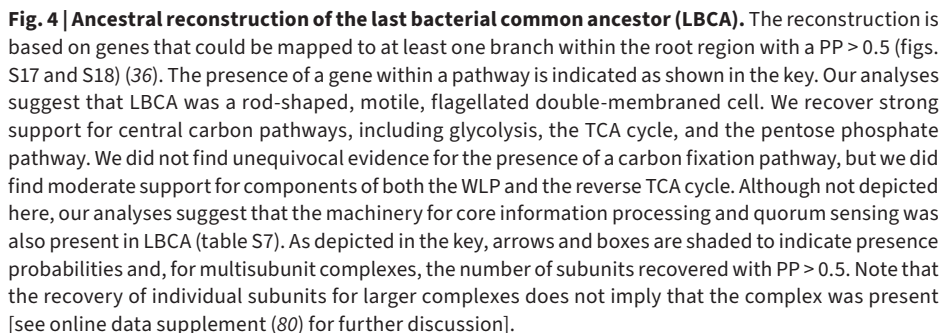 Fig. 4 | Ancestral reconstruction of the last bacterial common ancestor (LBCA). The reconstruction is
based on genes that could be mapped to at least one branch within the root region with a PP > 0.5 (figs.
S17 and S18) (36). The presence of a gene within a pathway is indicated as shown in the key. Our analyses
suggest that LBCA was a rod-shaped, motile, flagellated double-membraned cell. We recover strong
support for central carbon pathways, including glycolysis, the TCA cycle, and the pentose phosphate
pathway. We did not find unequivocal evidence for the presence of a carbon fixation pathway, but we did
find moderate support for components of both the WLP and the reverse TCA cycle. Although not depicted
here, our analyses suggest that the machinery for core information processing and quorum sensing was
also present in LBCA (table S7). As depicted in the key, arrows and boxes are shaded to indicate presence
probabilities and, for multisubunit complexes, the number of subunits recovered with PP > 0.5. Note that
the recovery of individual subunits for larger complexes does not imply that the complex was present
[see online data supplement (80) for further discussion].